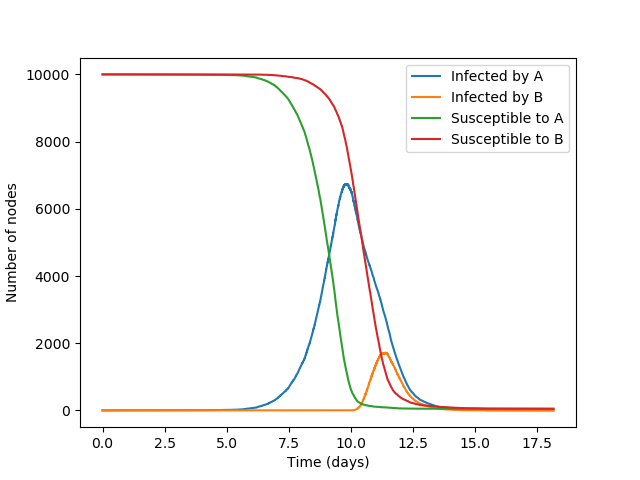 Infected by A
Infected by B
Susceptible to A
Susceptible to B
Number of nodes
10000
8000
6000
4000
2000
0
0.0 2.5 5.0 7.5 10.0 12.5 15.0 17.5
Time (days)